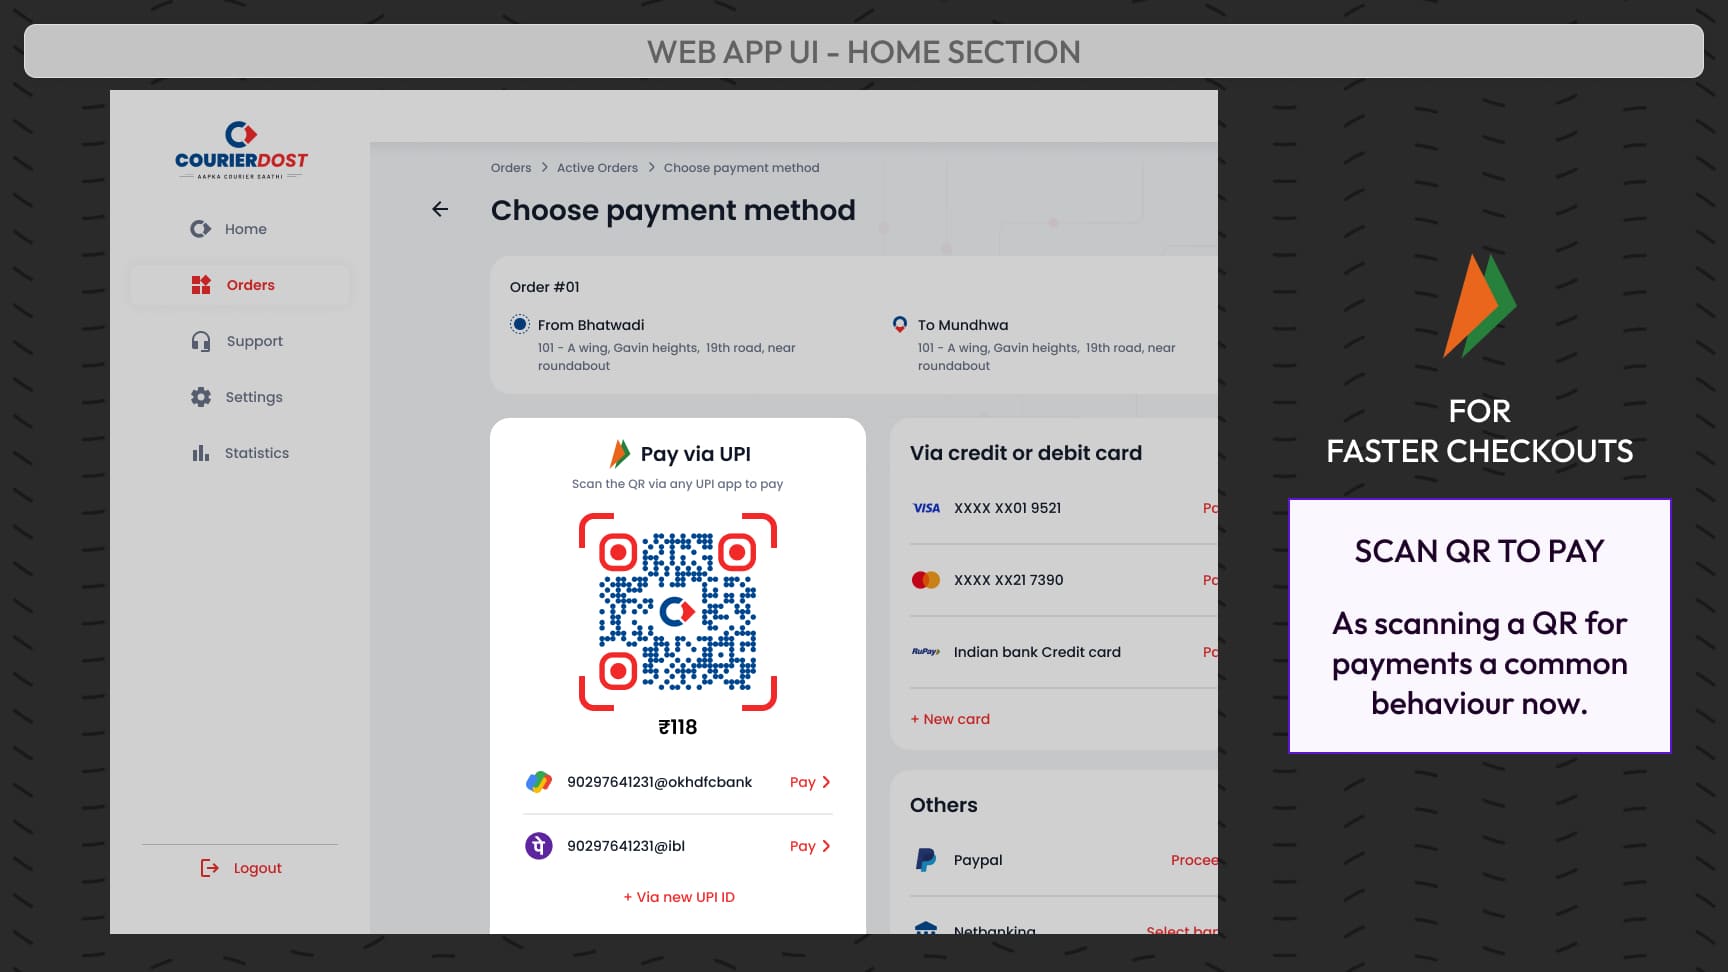 WEB APP UI - HOME SECTION
COURIERDOST
AAPKA COURIER SAATHI
Home
Orders
Support
Settings
Statistics
Logout
Orders > Active Orders > Choose payment method
Choose payment method
Order #01
From Bhatwadi
101 - A wing, Gavin heights, 19th road, near
roundabout
To Mundhwa
101 - A wing, Gavin heights, 19th road, near
roundabout
Pay via UPI
Scan the QR via any UPI app to pay
₹118
90297641231@okhdfcbank Pay >
पे 90297641231@ibl Pay >
+ Via new UPI ID
Via credit or debit card
VISA XXXX XX01 9521
XXXX XX21 7390
RuPay Indian bank Credit card
+ New card
Others
Paypal
Netbanking Select
FOR
FASTER CHECKOUTS
SCAN QR TO PAY
As scanning a QR for
payments a common
behaviour now.